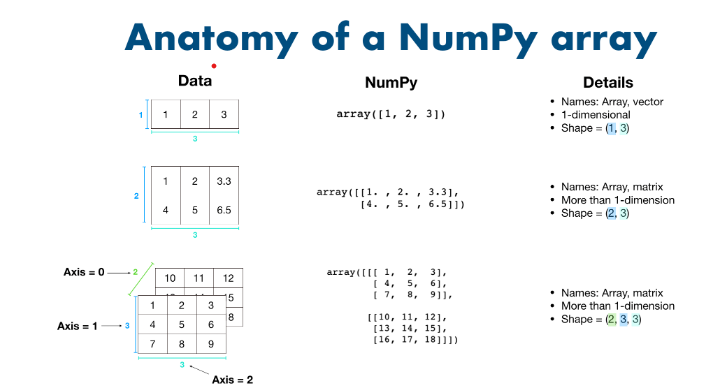 Anatomy of a NumPy array
Data
NumPy
Details
1
1 2 3
3
array([1, 2, 3])
• Names: Array, vector
• 1-dimensional
• Shape = (1, 3)
2
1 2 3.3
4 5 6.5
3
array([[1. , 2. , 3.3],
[4. , 5. , 6.5]])
• Names: Array, matrix
• More than 1-dimension
• Shape = (2, 3)
Axis = 0
2
10 11 12
15
8
Axis = 1
3
1 2 3
4 5 6
7 8 9
3
Axis = 2
array([[[ 1, 2, 3],
[ 4, 5, 6],
[ 7, 8, 9]],
[[10, 11, 12],
[13, 14, 15],
[16, 17, 18]]])
• Names: Array, matrix
• More than 1-dimension
• Shape = (2, 3, 3)